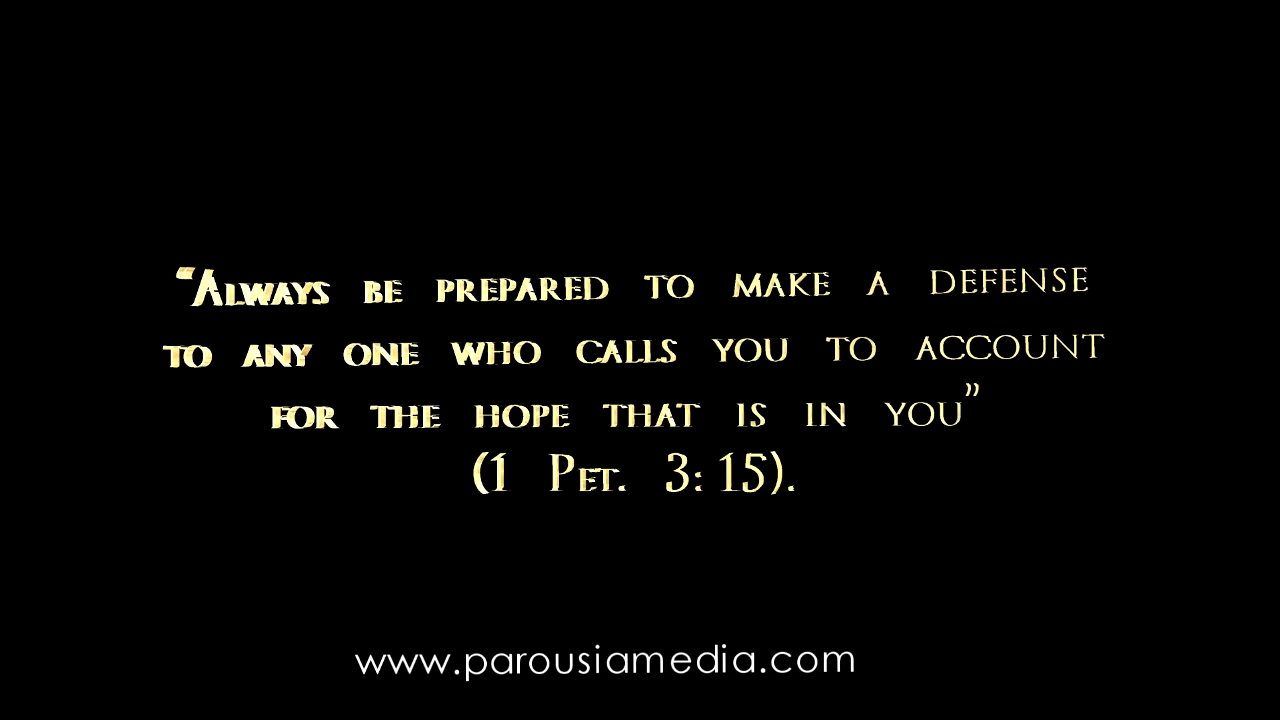 “Always be prepared to make a defense
to any one who calls you to account
for the hope that is in you”
(1 Pet. 3:15).
www.parousiamedia.com